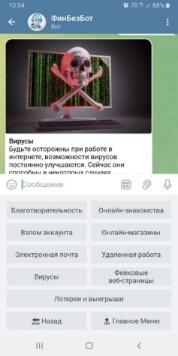 10:54
88%
ФинБезБот
бот
Вирусы
Будьте осторожны при работе в
интернете, возможности вирусов
постоянно улучшаются. Сейчас они
способны в некоторых случаях
Сообщение
Благотворительность
Онлайн-знакомства
Взлом аккаунта
Онлайн-магазины
Электронная почта
Удаленная работа
Вирусы
Фейковые
веб-страницы
Лотереи и выигрыши
Назад
Главное Меню